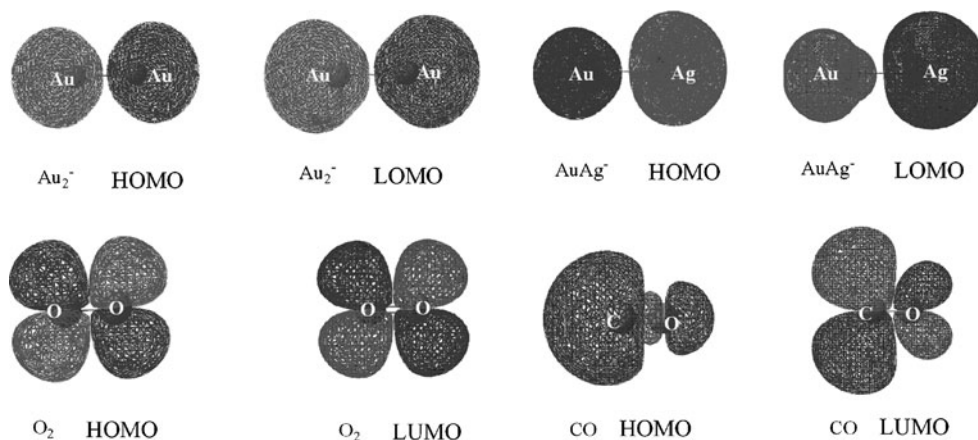 Au Au Au Au Au Ag Au Ag
Au₂⁻ HOMO Au₂⁻ LOMO AuAg⁻ HOMO AuAg⁻ LOMO
O O O O C O C O
O₂ HOMO O₂ LUMO CO HOMO CO LUMO